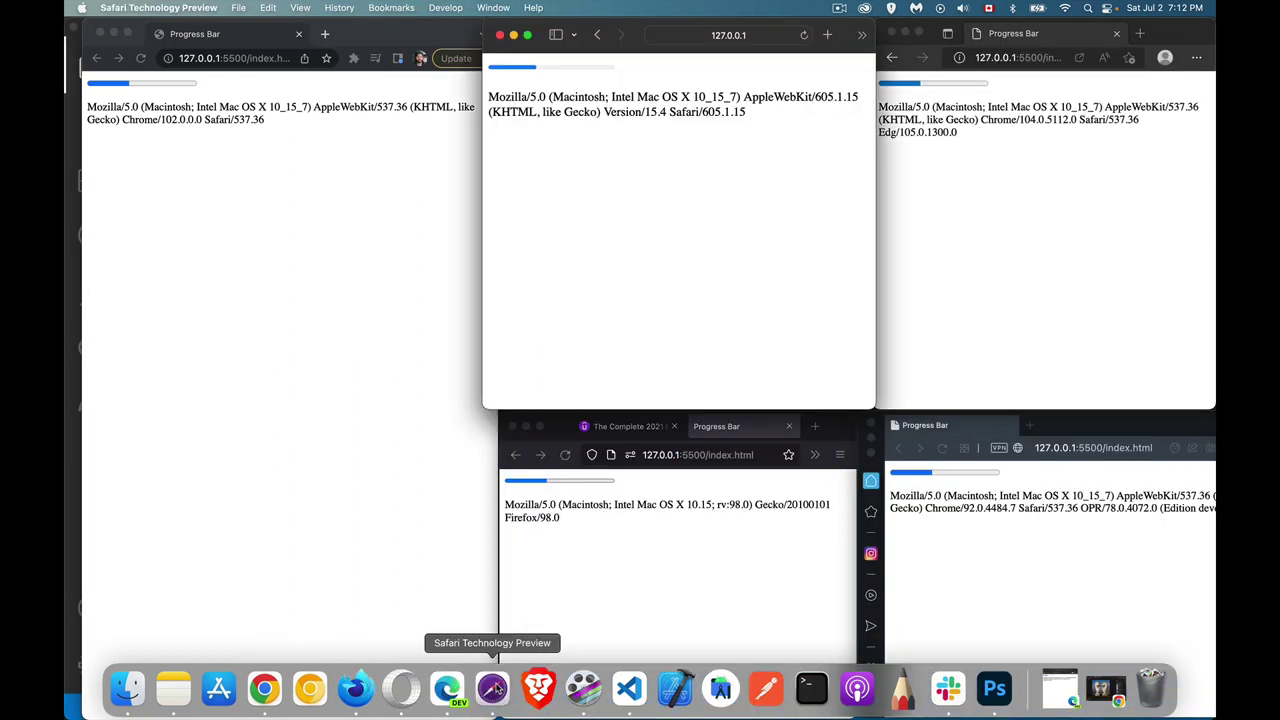 Safari Technology Preview File Edit View History Bookmarks Develop Window Help Sat Jul 2 7:12 PM
Progress Bar
127.0.0.1:5500/index.h... Update
Mozilla/5.0 (Macintosh; Intel Mac OS X 10_15_7) AppleWebKit/537.36 (KHTML, like
Gecko) Chrome/102.0.0.0 Safari/537.36
127.0.0.1
Mozilla/5.0 (Macintosh; Intel Mac OS X 10_15_7) AppleWebKit/605.1.15
(KHTML, like Gecko) Version/15.4 Safari/605.1.15
Progress Bar
127.0.0.1:5500/in...
Mozilla/5.0 (Macintosh; Intel Mac OS X 10_15_7) AppleWebKit/537.36
(KHTML, like Gecko) Chrome/104.0.5112.0 Safari/537.36
Edg/105.0.1300.0
The Complete 2021 Progress Bar
127.0.0.1:5500/index.html
Mozilla/5.0 (Macintosh; Intel Mac OS X 10.15; rv:98.0) Gecko/20100101
Firefox/98.0
Progress Bar
VPN 127.0.0.1:5500/index.html
Mozilla/5.0 (Macintosh; Intel Mac OS X 10_15_7) AppleWebKit/537.36 (
Gecko) Chrome/92.0.4484.7 Safari/537.36 OPR/78.0.4072.0 (Edition dev
Safari Technology Preview
DEV
Ps